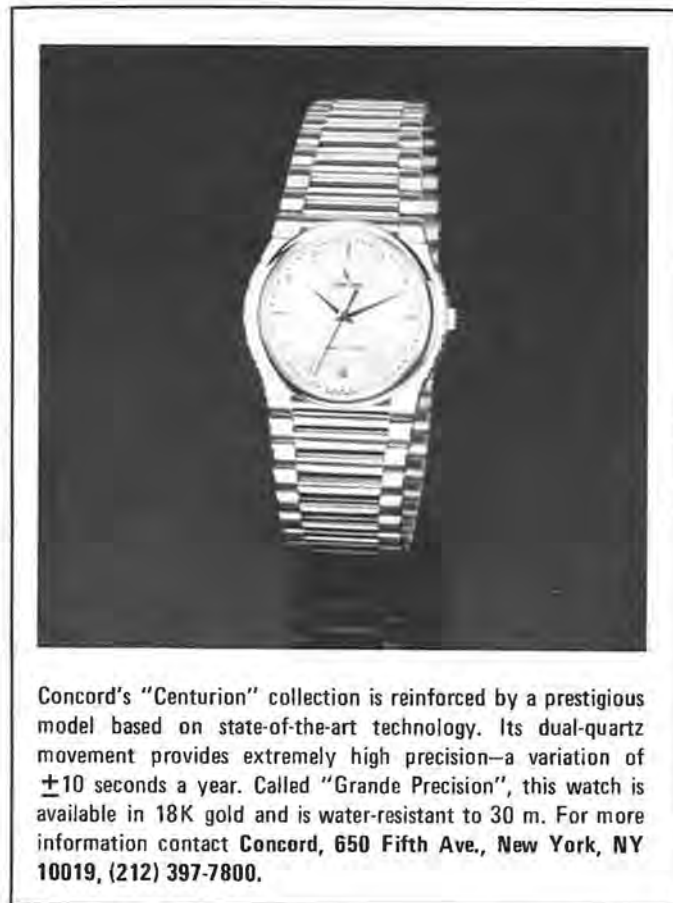 Concord's "Centurion" collection is reinforced by a prestigious
model based on state-of-the-art technology. Its dual-quartz
movement provides extremely high precision—a variation of
±10 seconds a year. Called "Grande Precision", this watch is
available in 18K gold and is water-resistant to 30 m. For more
information contact Concord, 650 Fifth Ave., New York, NY
10019, (212) 397-7800.